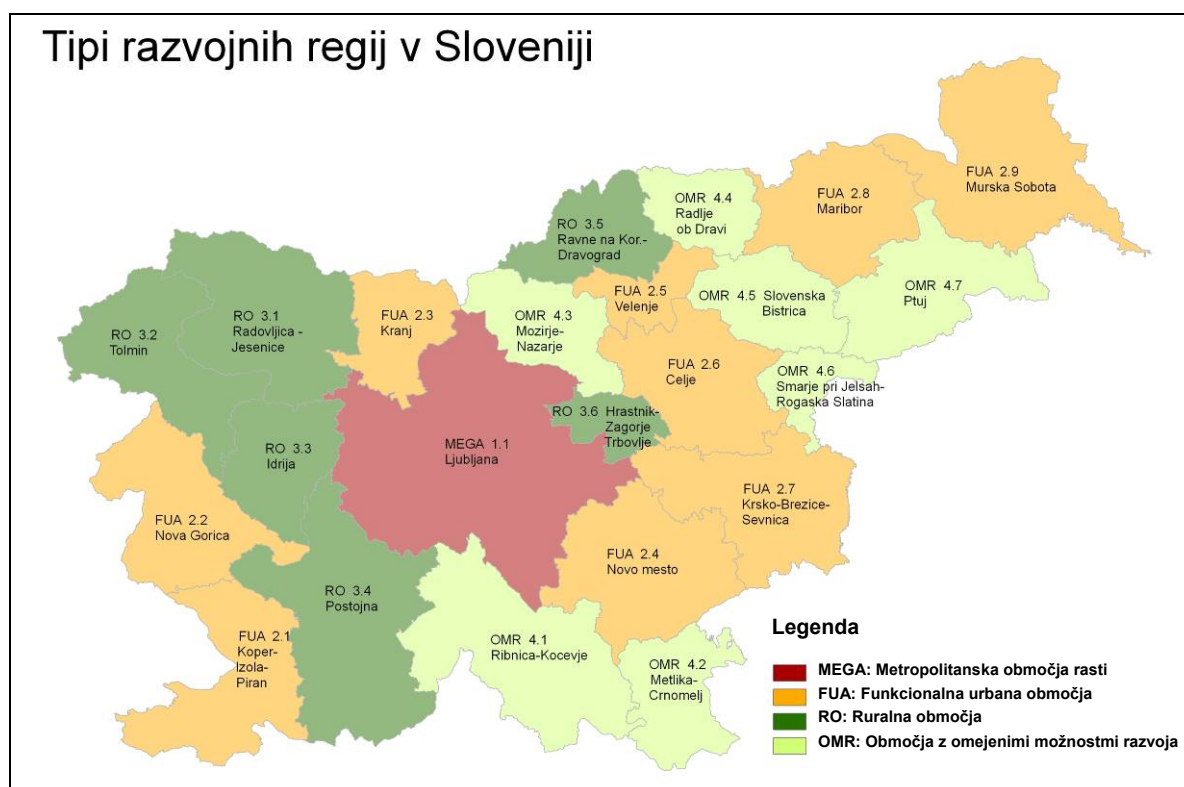 Tipi razvojnih regij v Sloveniji
FUA 2.9
Murska Sobota
FUA 2.8
Maribor
OMR 4.4
Radlje
ob Dravi
RO 3.5
Ravne na Kor.-
Dravograd
OMR 4.7
Ptuj
OMR 4.5 Slovenska
Bistrica
FUA 2.5
Velenje
OMR 4.3
Mozirje-
Nazarje
FUA 2.3
Kranj
RO 3.1
Radovljica -
Jesenice
RO 3.2
Tolmin
FUA 2.6
Celje
OMR 4.6
Smarje pri Jelsah-
Rogaska Slatina
RO 3.6 Hrastnik-
Zagorje
Trbovlje
MEGA 1.1
Ljubljana
RO 3.3
Idrija
FUA 2.7
Krsko-Brezice-
Sevnica
FUA 2.2
Nova Gorica
FUA 2.4
Novo mesto
RO 3.4
Postojna
FUA 2.1
Koper-
Izola-
Piran
OMR 4.1
Ribnica-Kocevje
OMR 4.2
Metlika-
Crnomelj
Legenda
MEGA: Metropolitanska območja rasti
FUA: Funkcionalna urbana območja
RO: Ruralna območja
OMR: Območja z omejenimi možnostmi razvoja